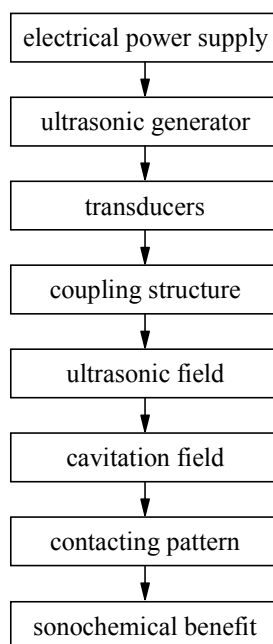 electrical power supply
ultrasonic generator
transducers
coupling structure
ultrasonic field
cavitation field
contacting pattern
sonochemical benefit